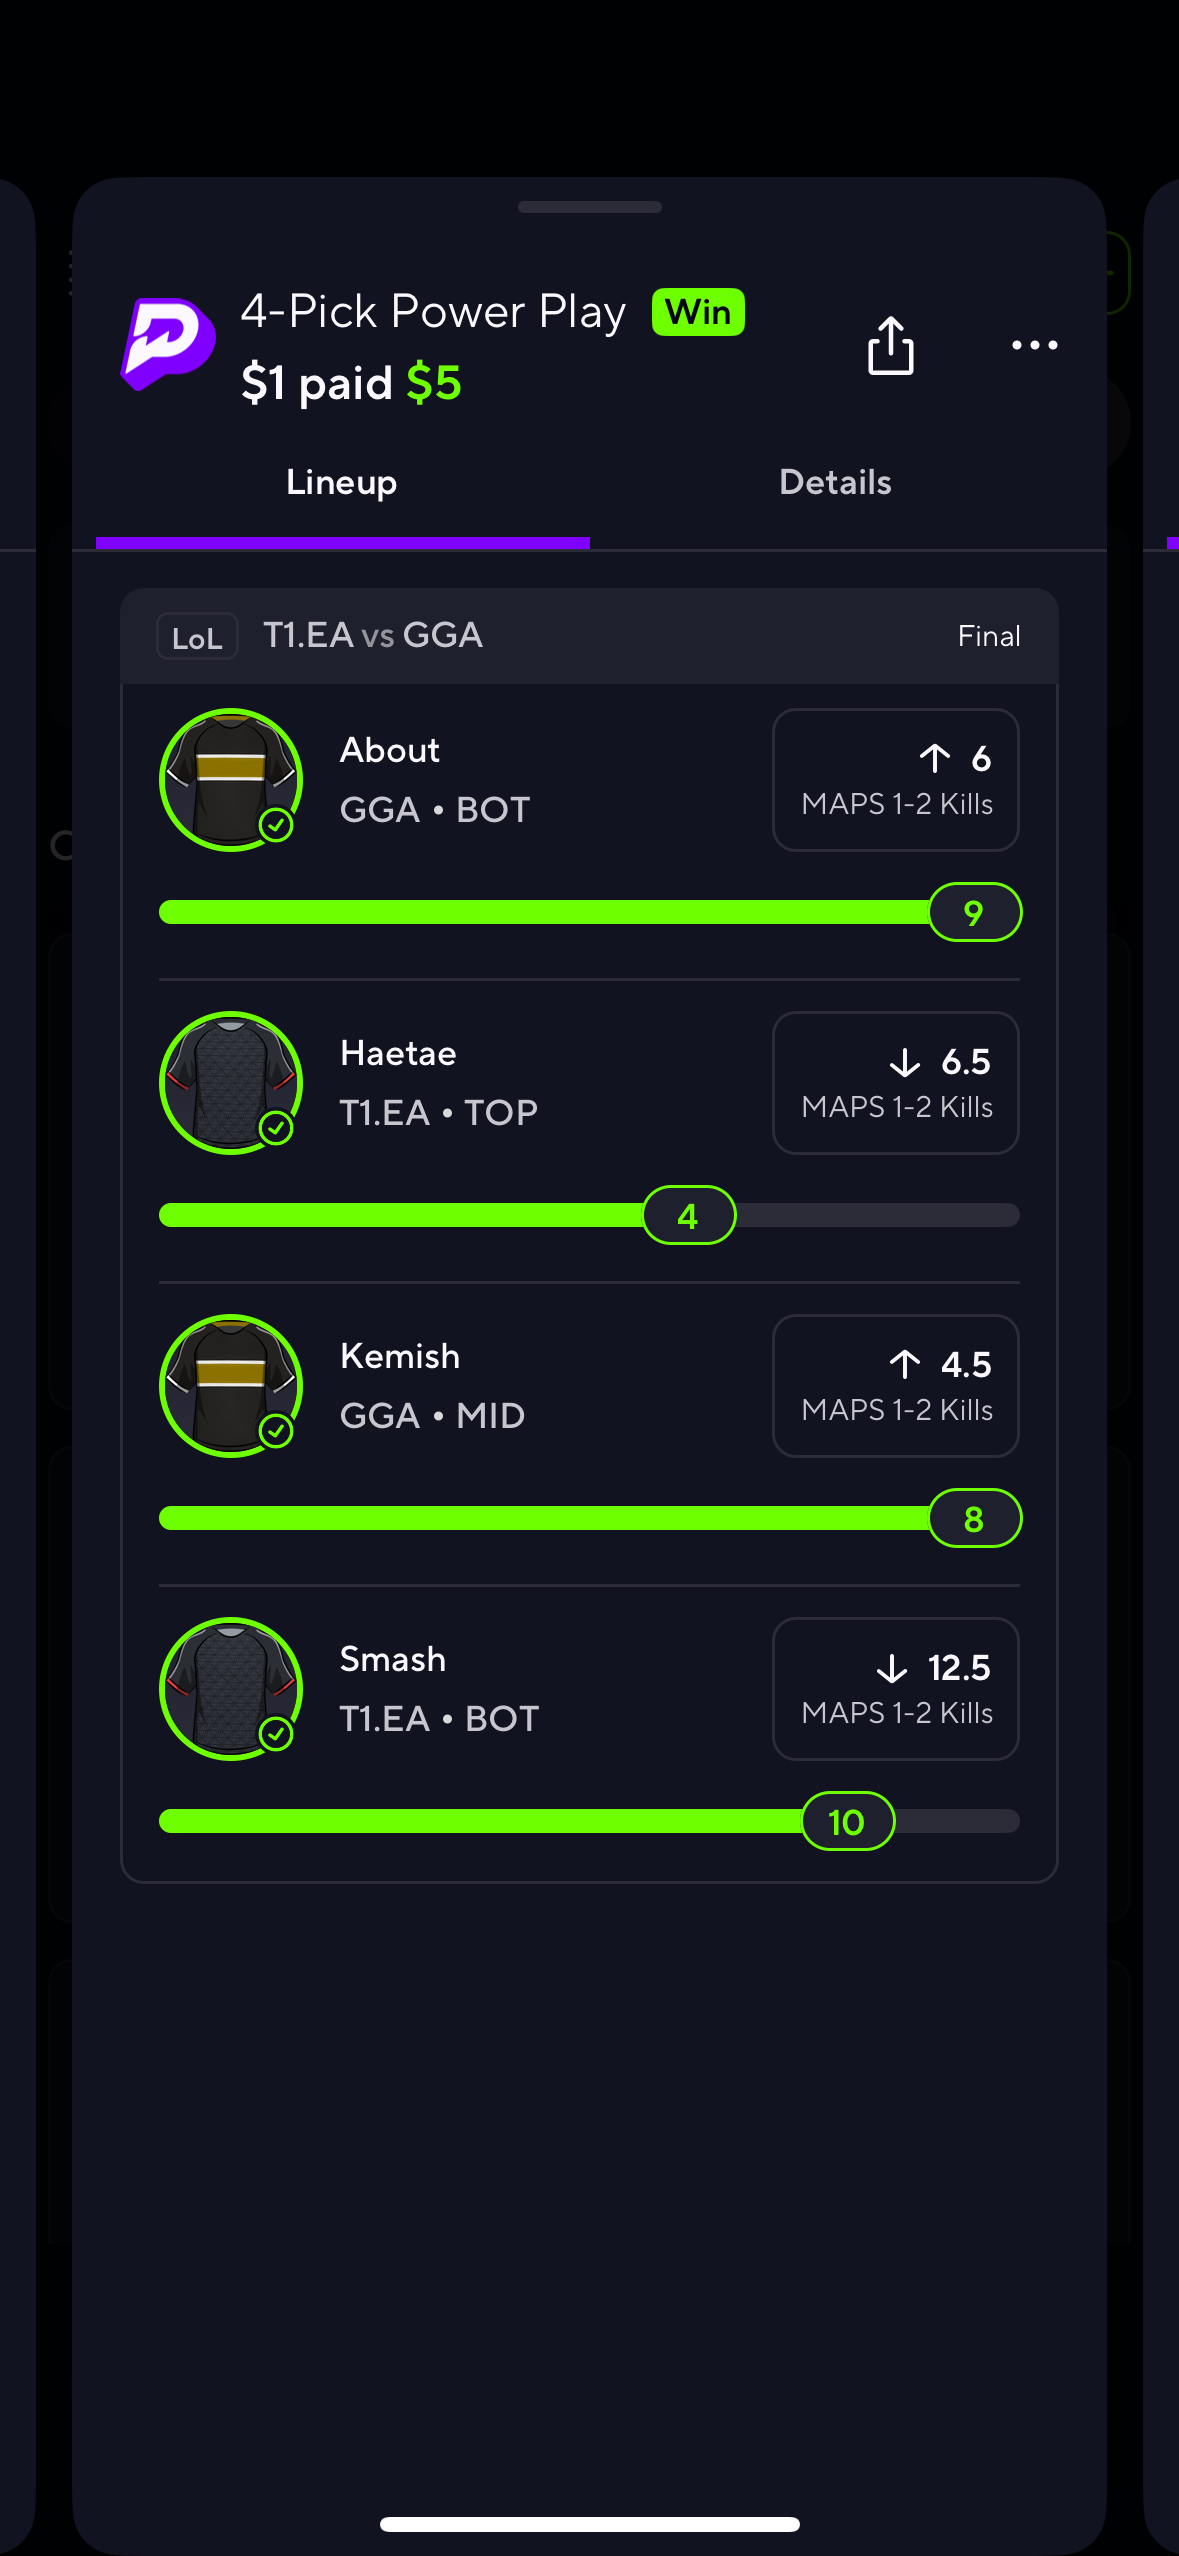 4-Pick Power Play Win
$1 paid $5
Lineup Details
LoL T1.EA vs GGA Final
About ↑ 6
GGA • BOT MAPS 1-2 Kills
9
Haetae ↓ 6.5
T1.EA • TOP MAPS 1-2 Kills
4
Kemish ↑ 4.5
GGA • MID MAPS 1-2 Kills
8
Smash ↓ 12.5
T1.EA • BOT MAPS 1-2 Kills
10